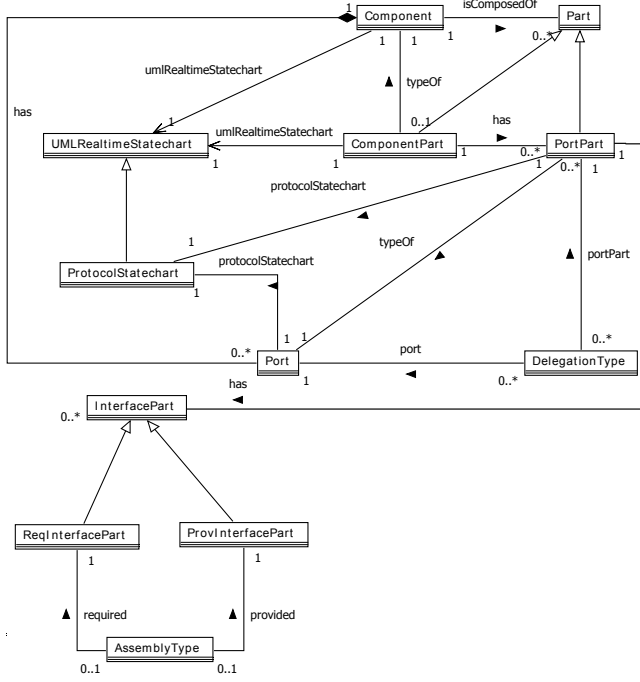 1 Component isComposedOf Part
1 1 1 0..*
umlRealtimeStatechart typeOf
has 1 umlRealtimeStatechart 0..1 has
UMLRealtimeStatechart ComponentPart PortPart
1 1 1 0..* 1 0..* 1 1
protocolStatechart
1 typeOf
protocolStatechart portPart
ProtocolStatechart
1
1 1 0..*
0..* Port port DelegationType
1 0..*
has
InterfacePart
0..*
ReqInterfacePart ProvInterfacePart
1 1
required provided
AssemblyType
0..1 0..1